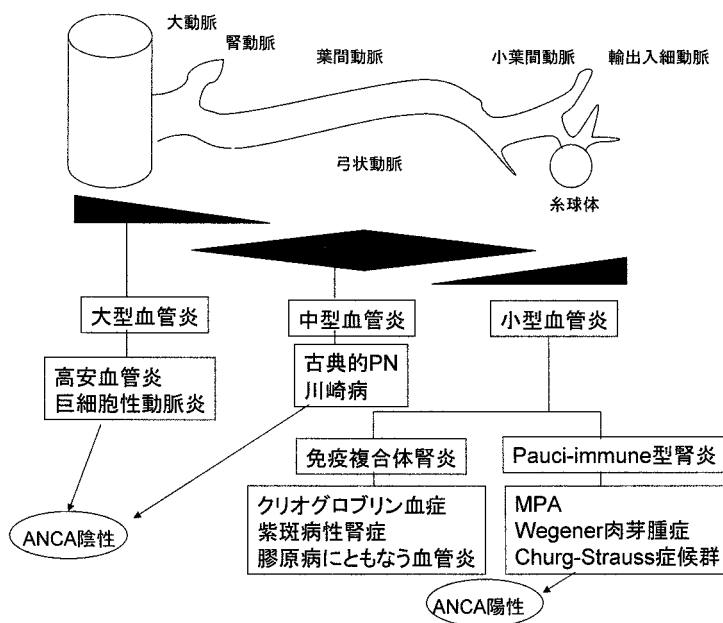 大動脈
腎動脈
葉間動脈
小葉間動脈
輸出入細動脈
弓状動脈
糸球体
大型血管炎
中型血管炎
小型血管炎
高安血管炎
巨細胞性動脈炎
古典的PN
川崎病
免疫複合体腎炎
Pauci-immune型腎炎
クリオグロブリン血症
紫斑病性腎症
膠原病にともなう血管炎
MPA
Wegener肉芽腫症
Churg-Strauss症候群
ANCA陰性
ANCA陽性